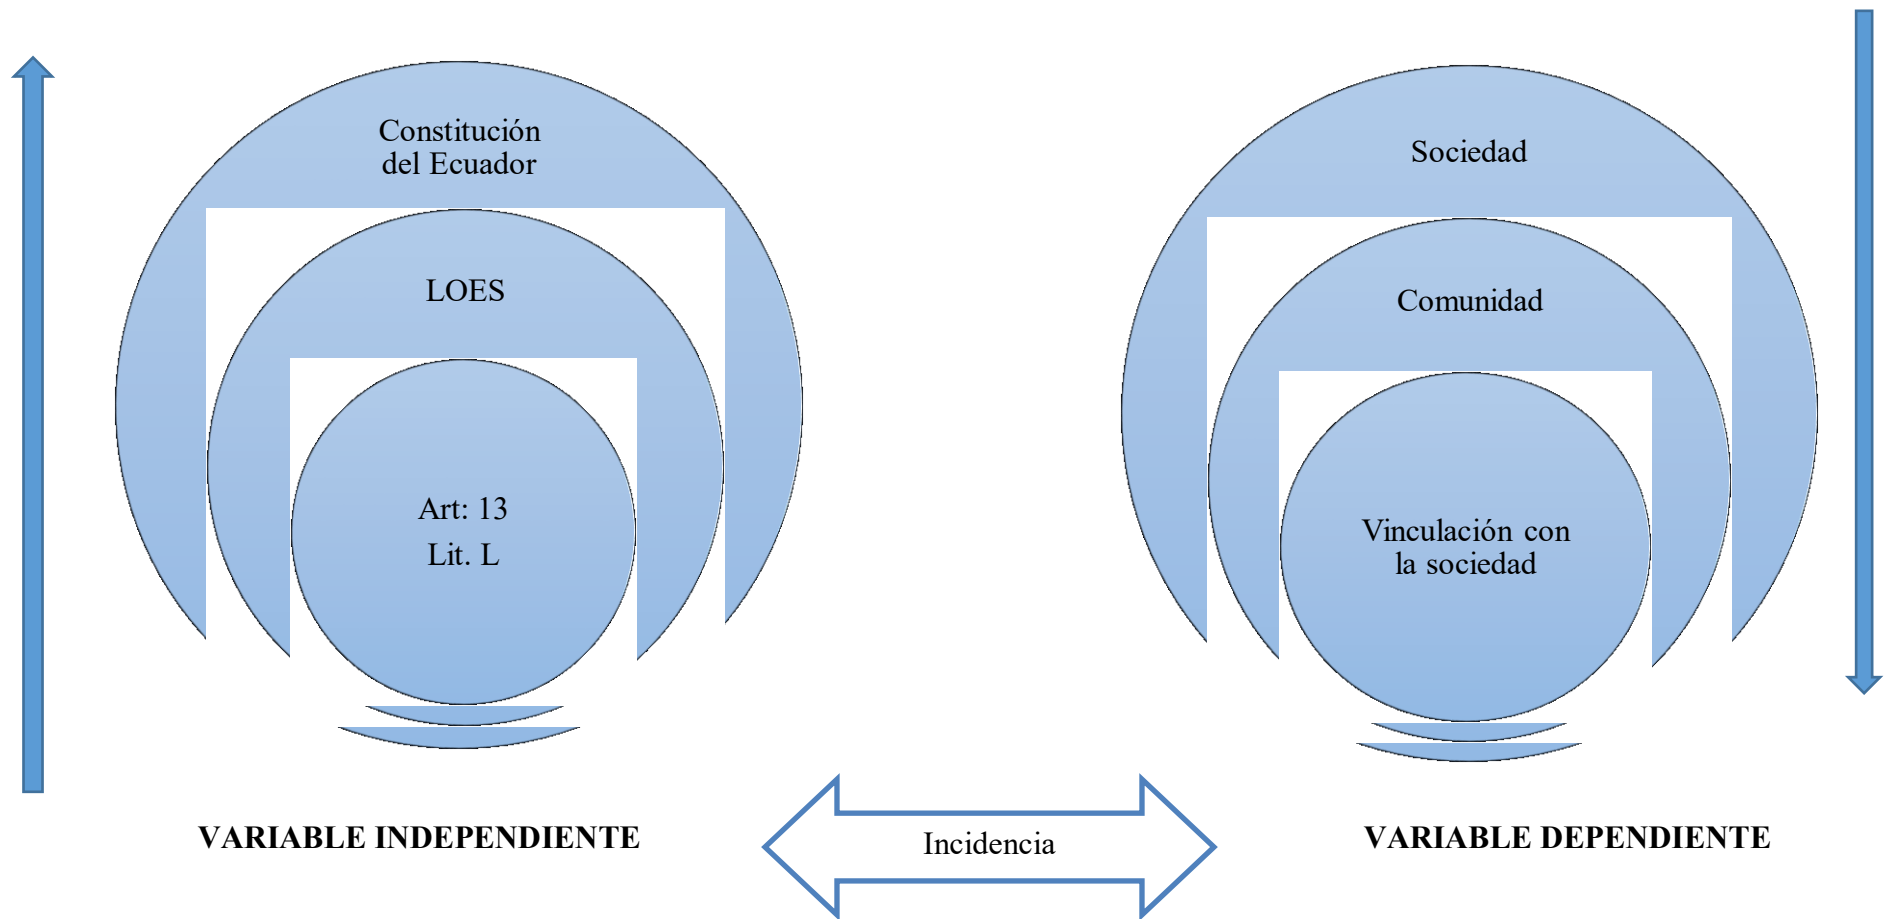 Constitución
del Ecuador
LOES
Art: 13
Lit. L
VARIABLE INDEPENDIENTE
Incidencia
Sociedad
Comunidad
Vinculación con
la sociedad
VARIABLE DEPENDIENTE